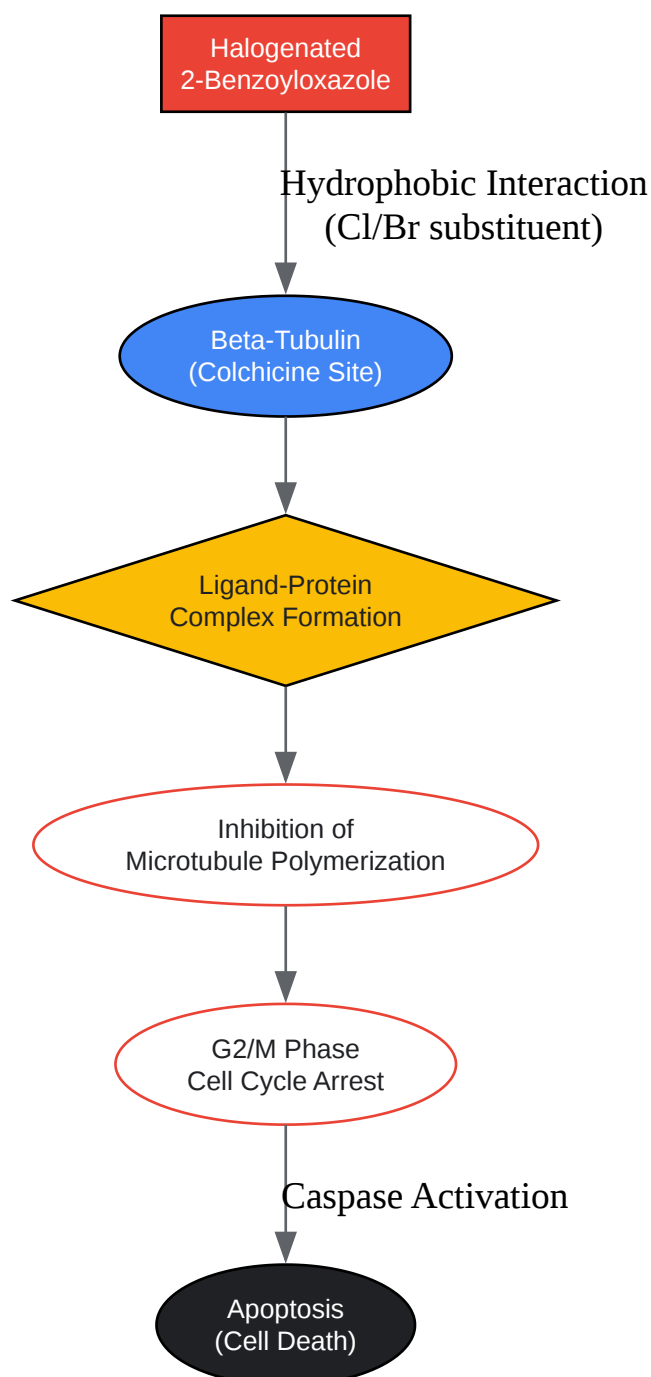 Halogenated
2-Benzoyloxazole
Hydrophobic Interaction
(Cl/Br substituent)
Beta-Tubulin
(Colchicine Site)
Ligand-Protein
Complex Formation
Inhibition of
Microtubule Polymerization
G2/M Phase
Cell Cycle Arrest
Caspase Activation
Apoptosis
(Cell Death)